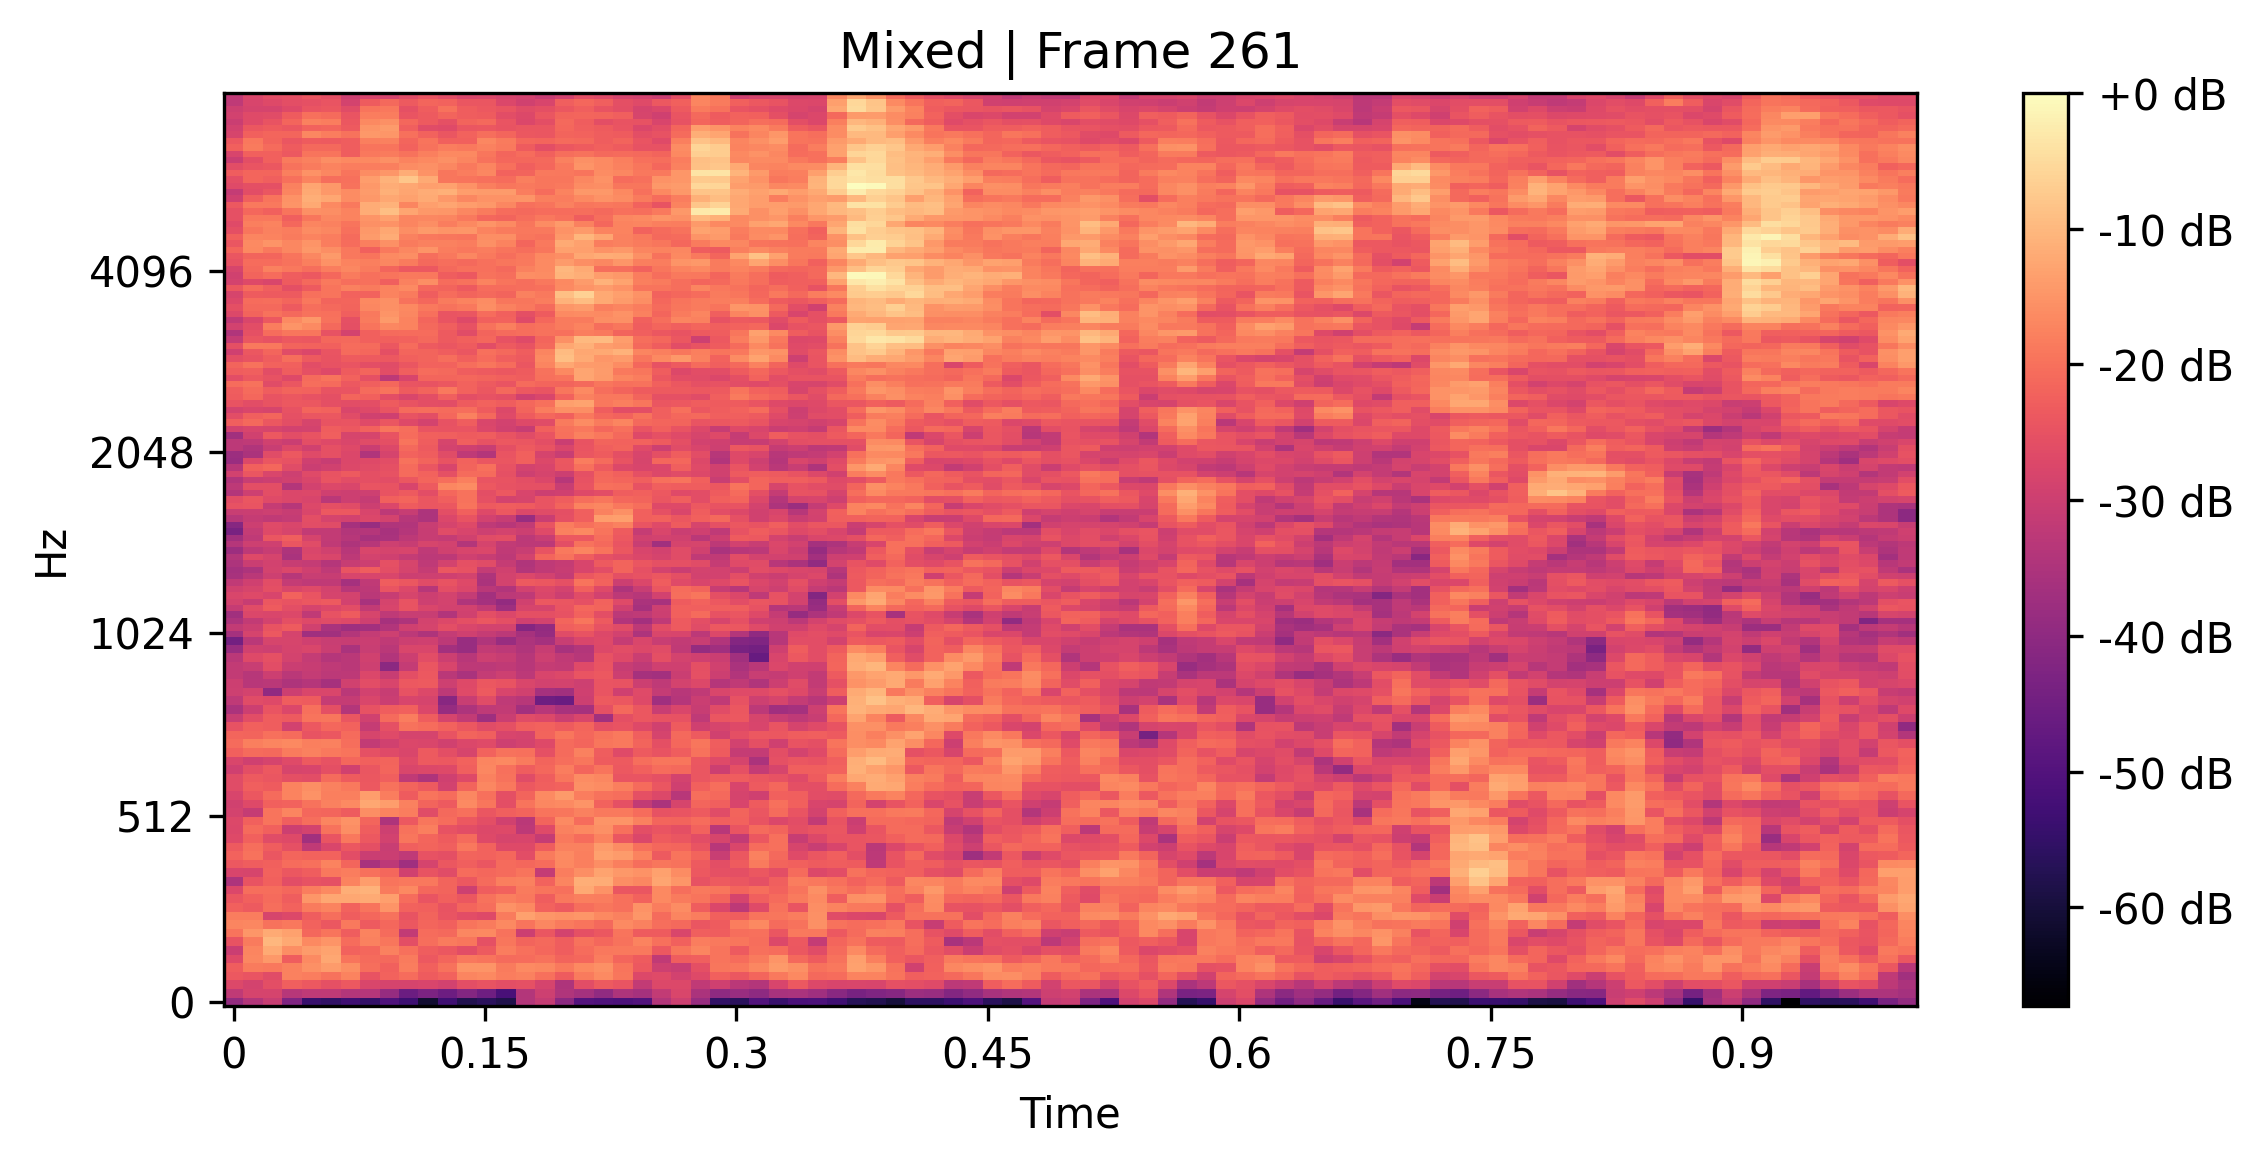 Mixed | Frame 261
+0 dB
-10 dB
-20 dB
-30 dB
-40 dB
-50 dB
-60 dB
Hz
4096
2048
1024
512
0
0 0.15 0.3 0.45 0.6 0.75 0.9
Time